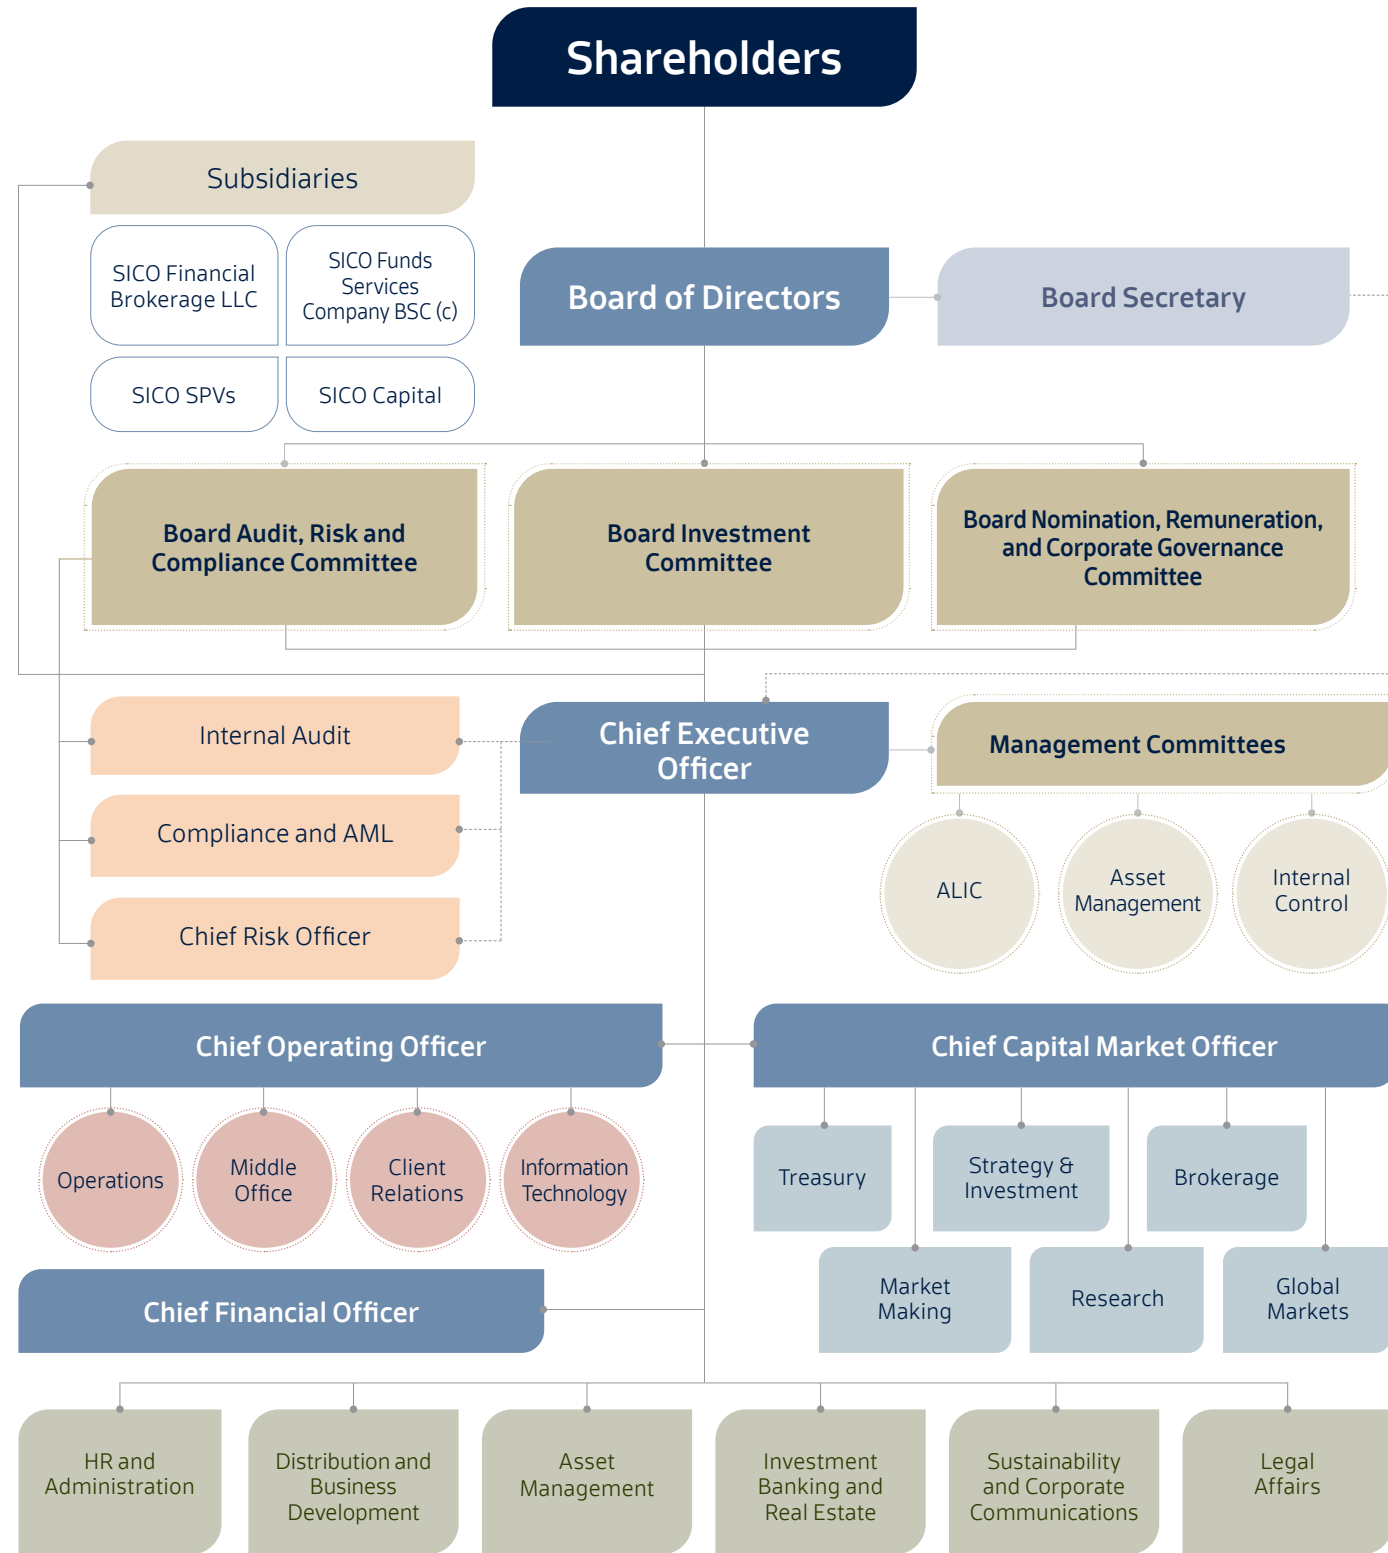 Shareholders
Subsidiaries
SICO Financial
Brokerage LLC
SICO Funds
Services
Company BSC (c)
SICO SPVs
SICO Capital
Board of Directors
Board Secretary
Board Audit, Risk and
Compliance Committee
Board Investment
Committee
Board Nomination, Remuneration,
and Corporate Governance
Committee
Internal Audit
Compliance and AML
Chief Risk Officer
Chief Executive
Officer
Management Committees
ALIC
Asset
Management
Internal
Control
Chief Operating Officer
Operations
Middle
Office
Client
Relations
Information
Technology
Chief Capital Market Officer
Treasury
Strategy &
Investment
Brokerage
Market
Making
Research
Global
Markets
Chief Financial Officer
HR and
Administration
Distribution and
Business
Development
Asset
Management
Investment
Banking and
Real Estate
Sustainability
and Corporate
Communications
Legal
Affairs